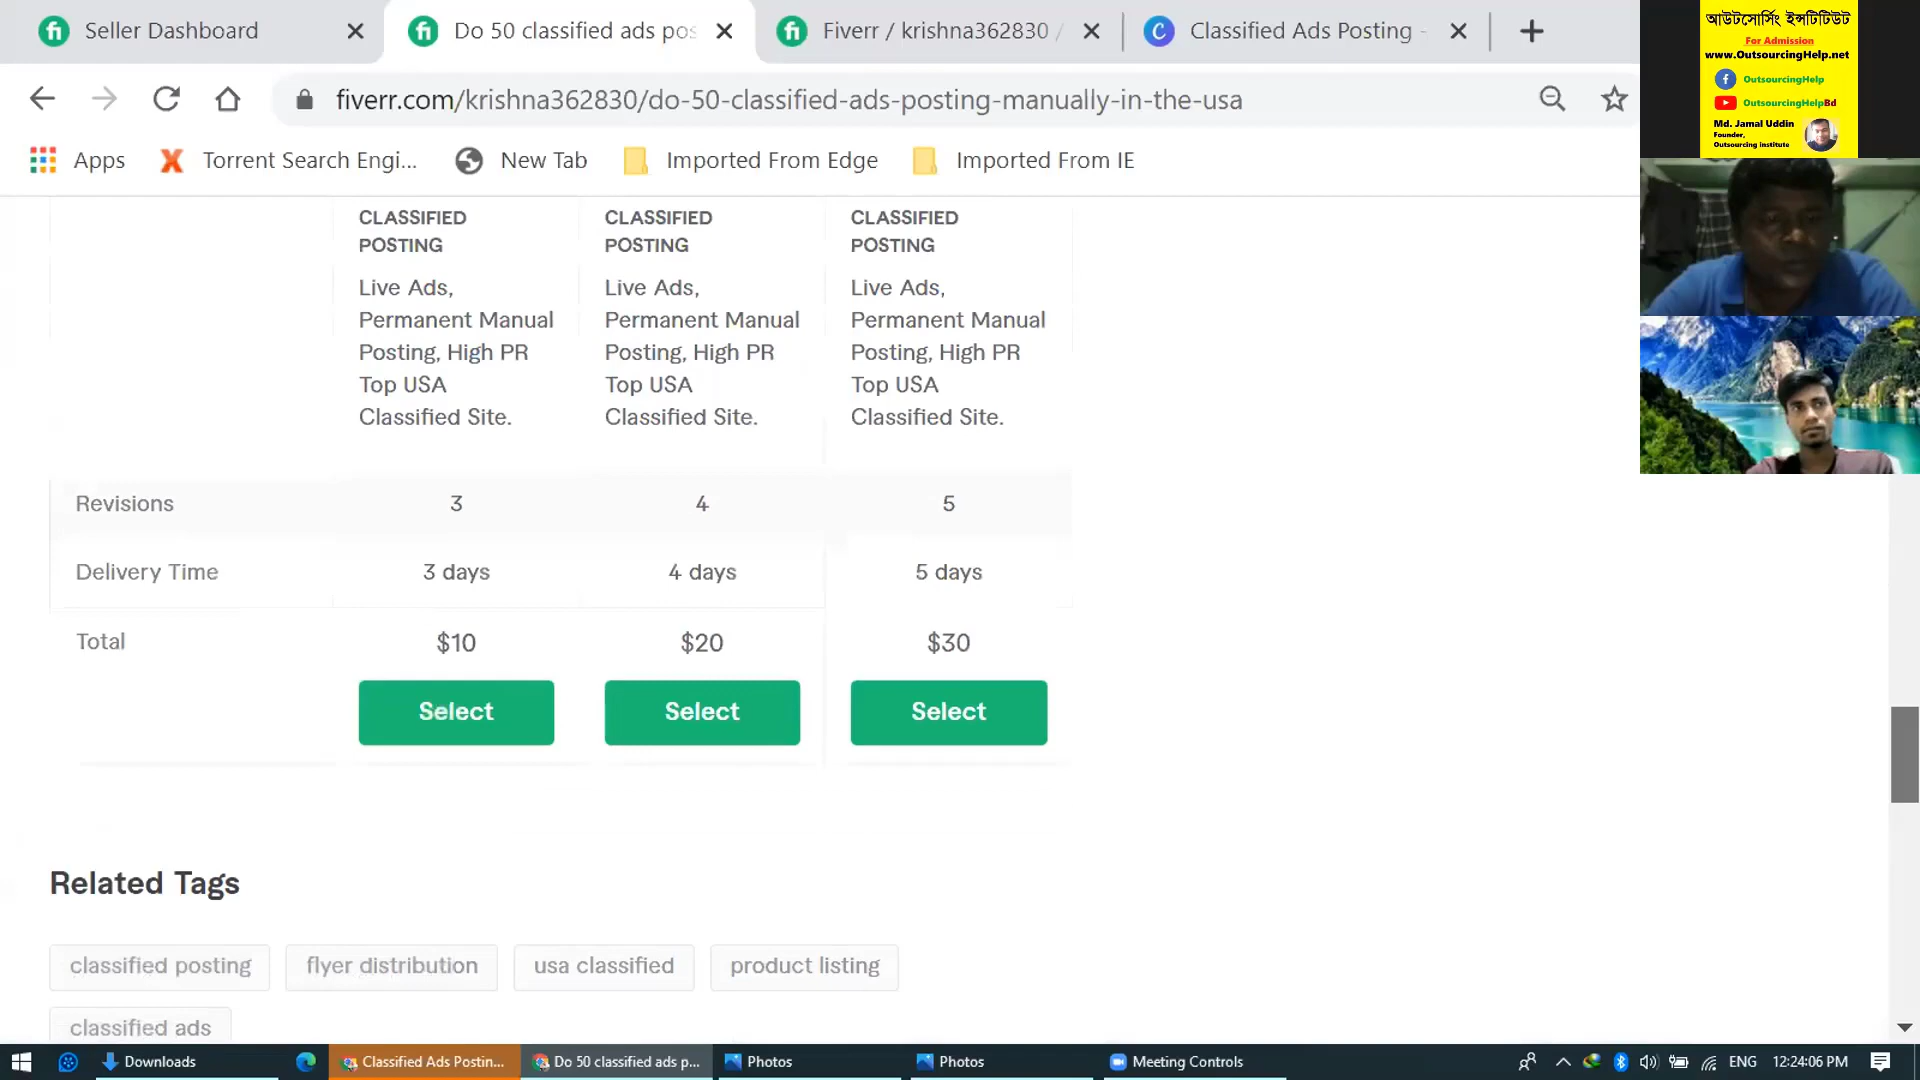 Seller Dashboard
Do 50 classified ads pos
Fiverr / krishna362830 /
Classified Ads Posting -
fiverr.com/krishna362830/do-50-classified-ads-posting-manually-in-the-usa
Apps
Torrent Search Engi...
New Tab
Imported From Edge
Imported From IE
আউটসোর্সিং ইন্সটিটিউট
For Admission
www.OutsourcingHelp.net
OutsourcingHelp
OutsourcingHelpBd
Md. Jamal Uddin
Founder,
Outsourcing institute
CLASSIFIED POSTING
Live Ads,
Permanent Manual
Posting, High PR
Top USA
Classified Site.
CLASSIFIED POSTING
Live Ads,
Permanent Manual
Posting, High PR
Top USA
Classified Site.
CLASSIFIED POSTING
Live Ads,
Permanent Manual
Posting, High PR
Top USA
Classified Site.
Revisions 3 4 5
Delivery Time 3 days 4 days 5 days
Total $10 $20 $30
Select Select Select
Related Tags
classified posting
flyer distribution
usa classified
product listing
classified ads
Downloads
Classified Ads Postin...
Do 50 classified ads p...
Photos
Photos
Meeting Controls
ENG
12:24:06 PM